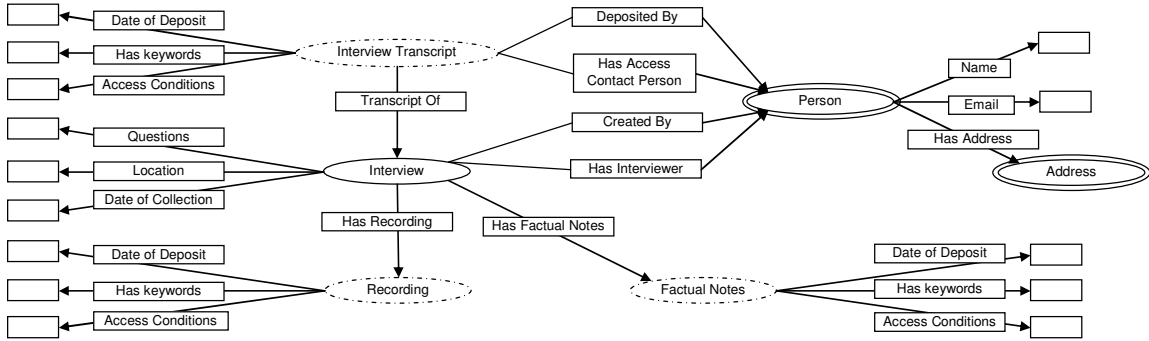 Date of Deposit
Has keywords
Access Conditions
Interview Transcript
Deposited By
Has Access
Contact Person
Transcript Of
Person
Name
Email
Has Address
Address
Created By
Has Interviewer
Questions
Location
Date of Collection
Interview
Has Recording
Has Factual Notes
Date of Deposit
Has keywords
Access Conditions
Recording
Factual Notes
Date of Deposit
Has keywords
Access Conditions